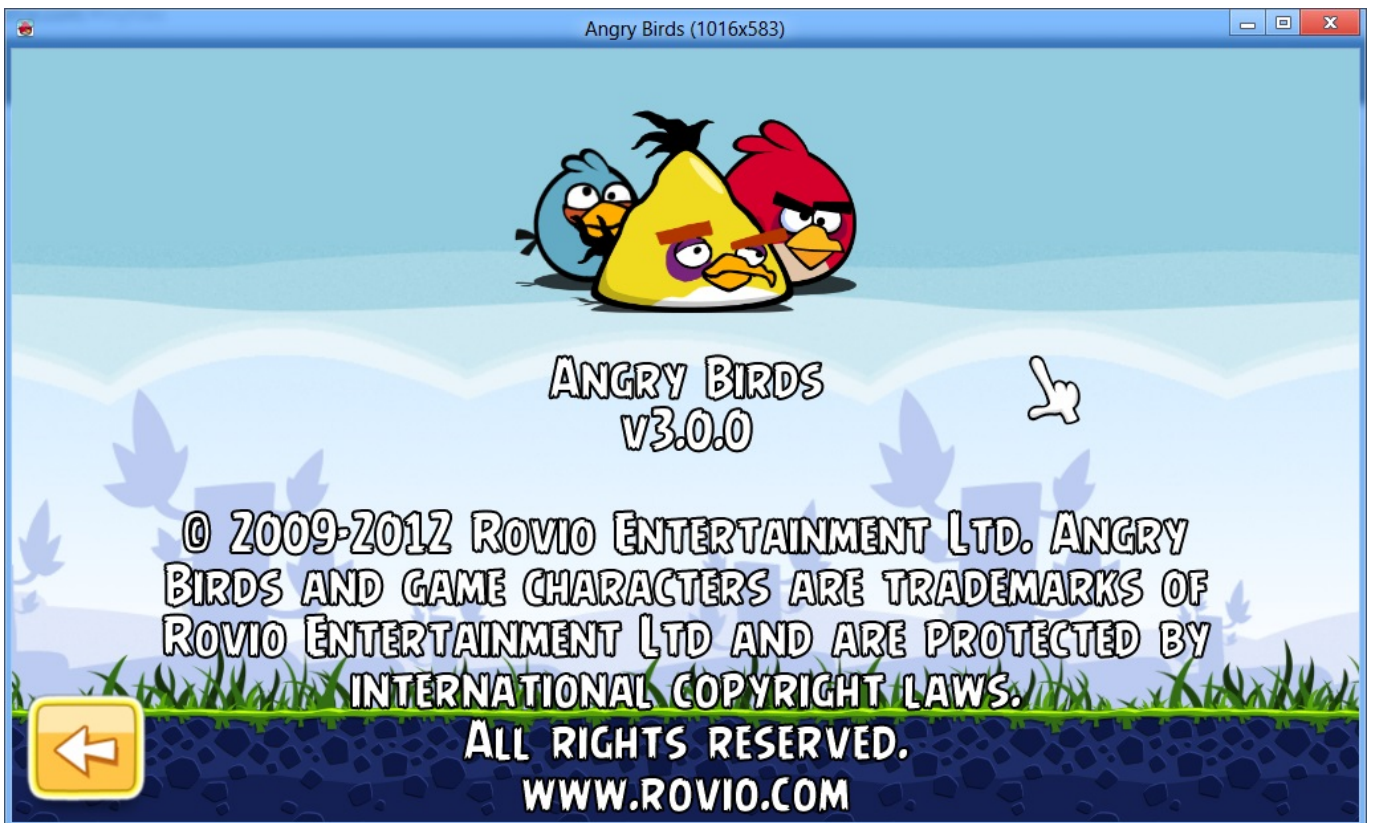 Angry Birds (1016x583)
Angry Birds
v3.0.0
© 2009-2012 Rovio Entertainment Ltd. Angry
Birds and game characters are trademarks of
Rovio Entertainment Ltd and are protected by
international copyright laws.
All rights reserved.
www.rovio.com